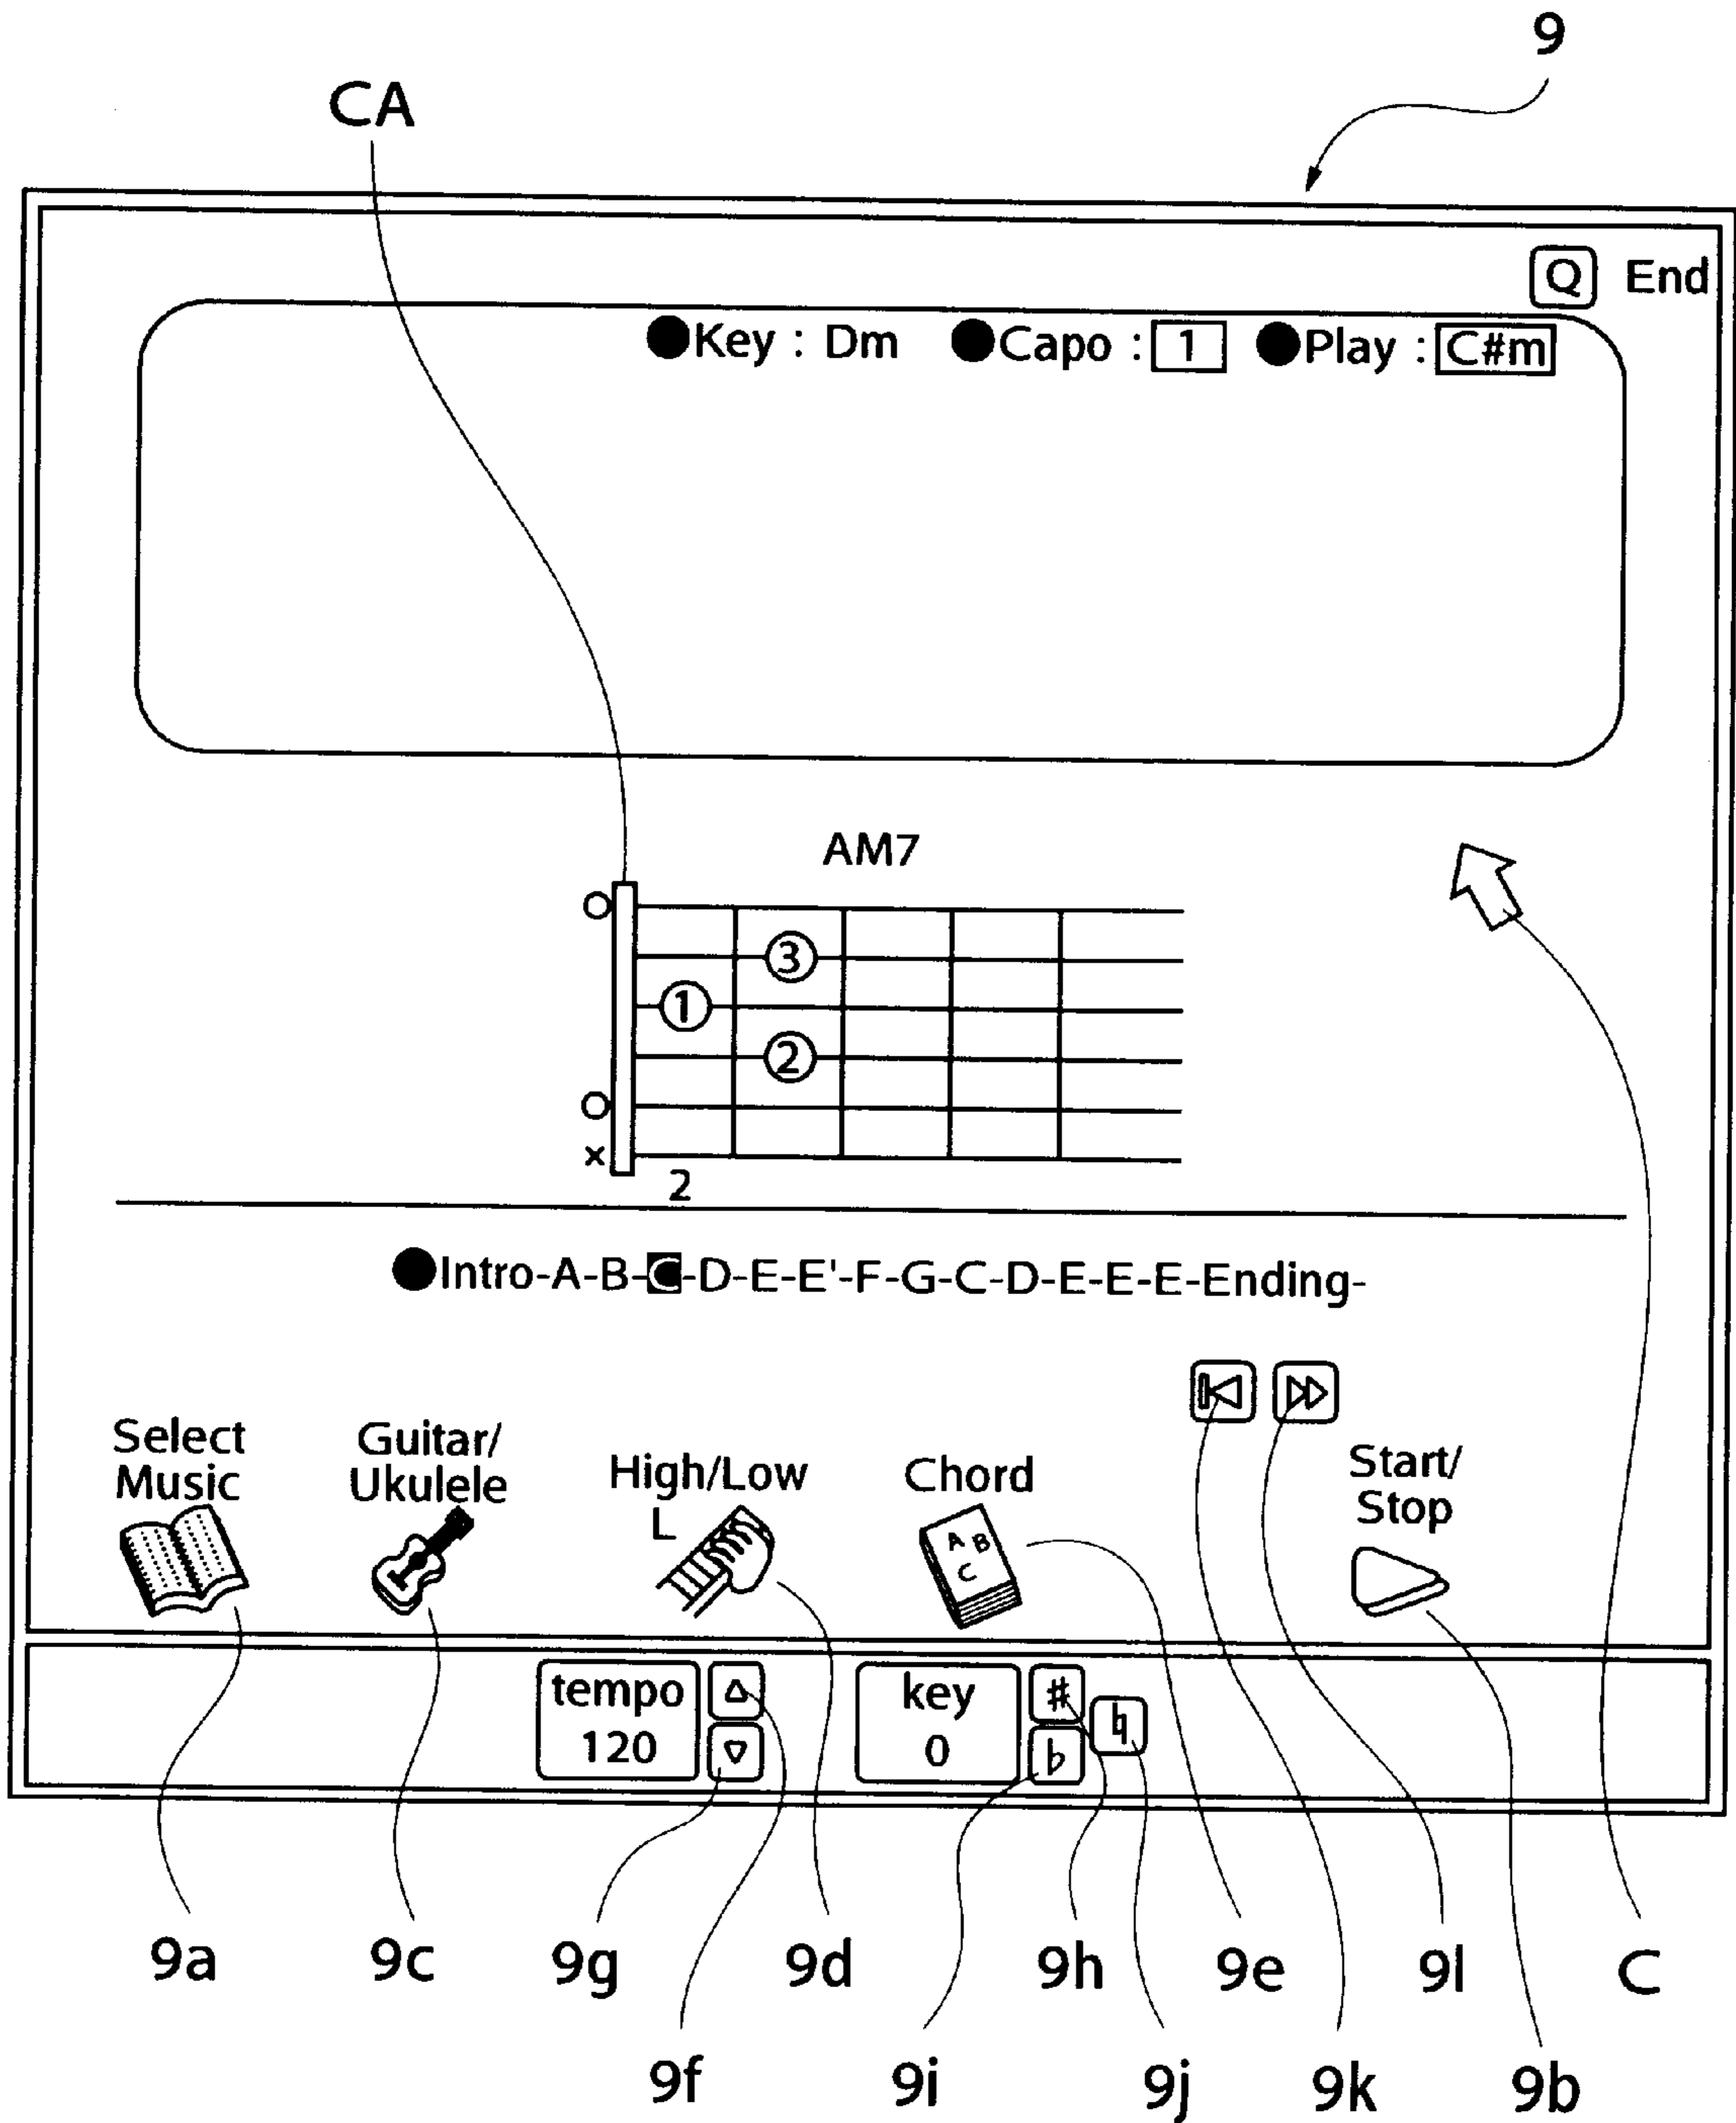 9
CA
Q End
●Key : Dm ●Capo : 1 ●Play : C#m
AM7
3
1
2
×
2
●Intro-A-B-C-D-E-E'-F-G-C-D-E-E-E-Ending-
Select
Music
Guitar/
Ukulele
High/Low
L
Chord
A B
C
Start/
Stop
tempo
120
key
0
#
♮
♭
9a 9c 9g 9d 9h 9e 9l C
9f 9i 9j 9k 9b